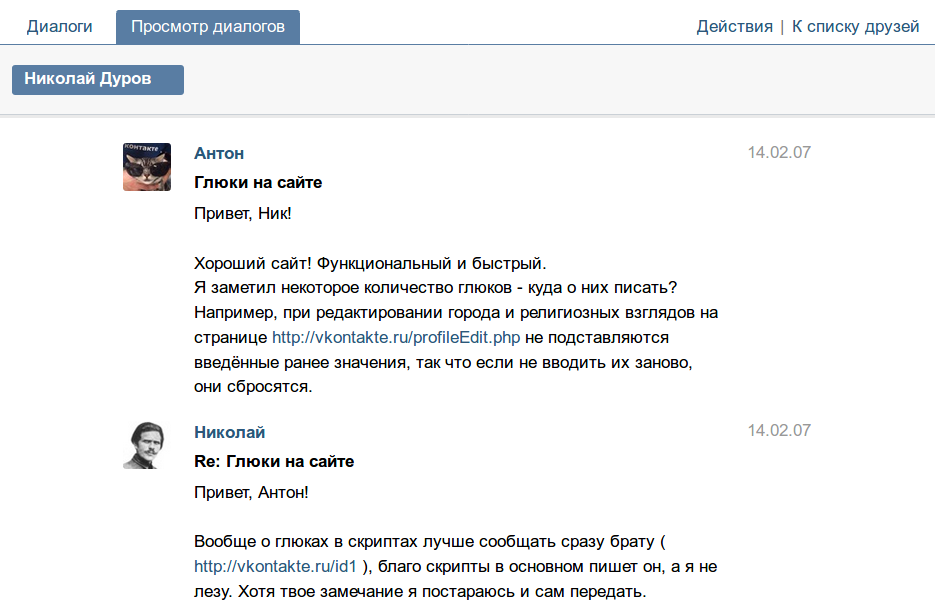 Диалоги
Просмотр диалогов
Действия | К списку друзей
Николай Дуров
контакте
Антон
14.02.07
Глюки на сайте
Привет, Ник!
Хороший сайт! Функциональный и быстрый.
Я заметил некоторое количество глюков - куда о них писать?
Например, при редактировании города и религиозных взглядов на
странице http://vkontakte.ru/profileEdit.php не подставляются
введённые ранее значения, так что если не вводить их заново,
они сбросятся.
Николай
14.02.07
Re: Глюки на сайте
Привет, Антон!
Вообще о глюках в скриптах лучше сообщать сразу брату (
http://vkontakte.ru/id1 ), благо скрипты в основном пишет он, а я не
лезу. Хотя твое замечание я постараюсь и сам передать.